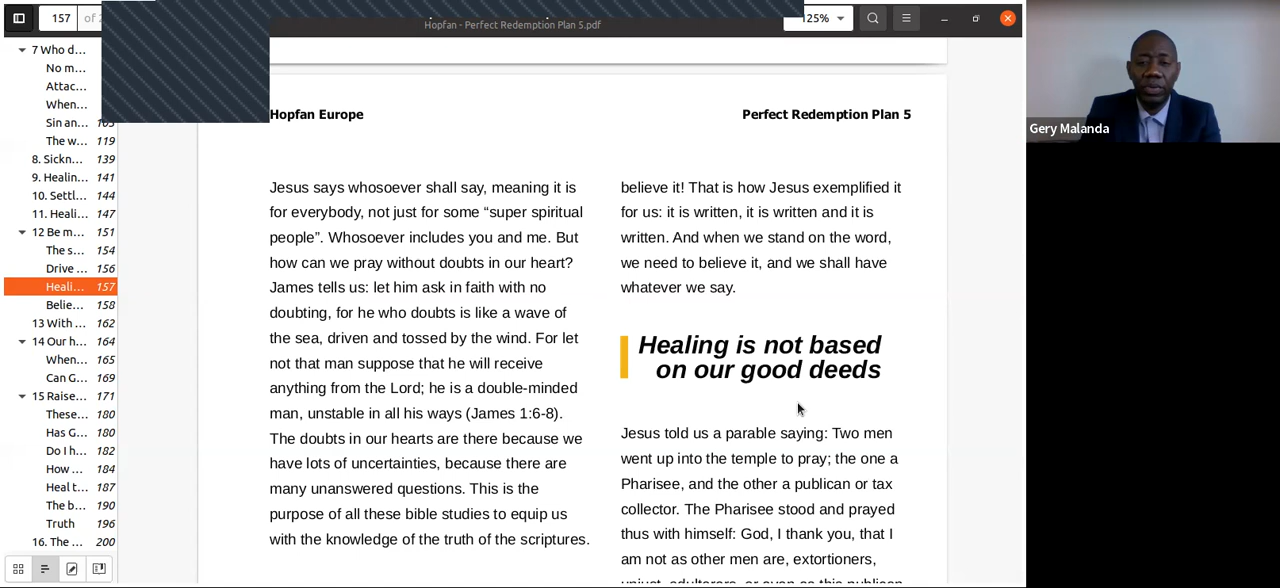 157
Hopfan - Perfect Redemption Plan 5.pdf
125%
7 Who d...
No m...
Attac...
When...
Sin an...
The w... 119
8. Sickn... 139
9. Healin... 141
10. Settl... 144
11. Heali... 147
12 Be m... 151
The s... 154
Drive ... 156
Heali... 157
Belie... 158
13 With ... 162
14 Our h... 164
When... 165
Can G... 169
15 Raise... 171
These... 180
Has G... 180
Do I h... 182
How ... 184
Heal t... 187
The b... 190
Truth 196
16. The ... 200
Hopfan Europe
Perfect Redemption Plan 5
Jesus says whosoever shall say, meaning it is
for everybody, not just for some “super spiritual
people”. Whosoever includes you and me. But
how can we pray without doubts in our heart?
James tells us: let him ask in faith with no
doubting, for he who doubts is like a wave of
the sea, driven and tossed by the wind. For let
not that man suppose that he will receive
anything from the Lord; he is a double-minded
man, unstable in all his ways (James 1:6-8).
The doubts in our hearts are there because we
have lots of uncertainties, because there are
many unanswered questions. This is the
purpose of all these bible studies to equip us
with the knowledge of the truth of the scriptures.
believe it! That is how Jesus exemplified it
for us: it is written, it is written and it is
written. And when we stand on the word,
we need to believe it, and we shall have
whatever we say.
Healing is not based
on our good deeds
Jesus told us a parable saying: Two men
went up into the temple to pray; the one a
Pharisee, and the other a publican or tax
collector. The Pharisee stood and prayed
thus with himself: God, I thank you, that I
am not as other men are, extortioners,
Gery Malanda